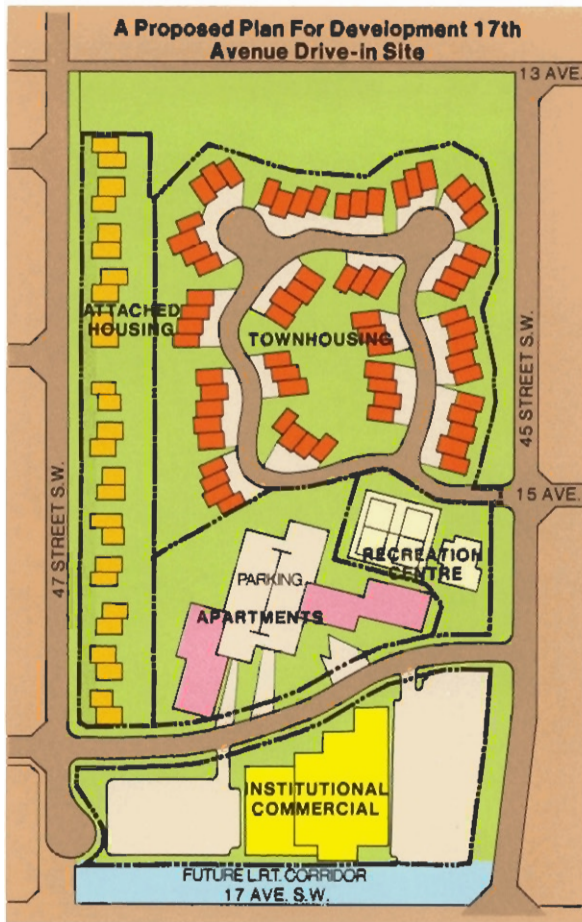 A Proposed Plan For Development 17th
Avenue Drive-in Site
13 AVE.
ATTACHED
HOUSING
TOWNHOUSING
45 STREET S.W.
47 STREET S.W.
15 AVE.
RECREATION
CENTRE
PARKING
APARTMENTS
INSTITUTIONAL
COMMERCIAL
FUTURE L.R.T. CORRIDOR
17 AVE. S.W.